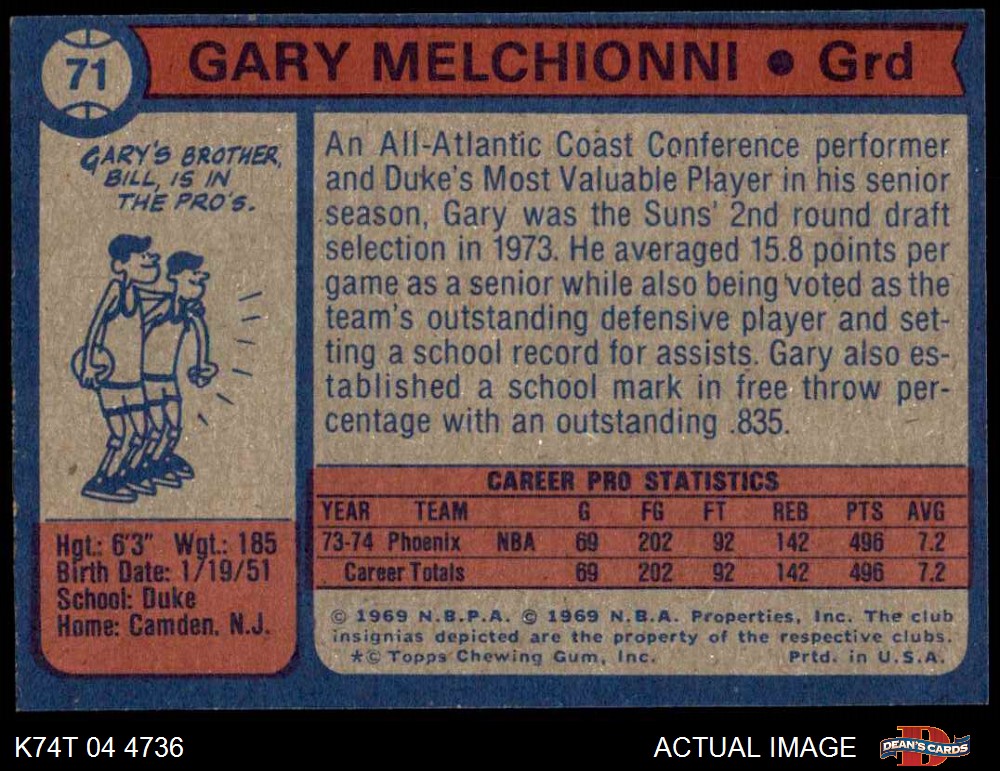 71
GARY MELCHIONNI • Grd
GARY'S BROTHER,
BILL, IS IN
THE PRO'S.
An All-Atlantic Coast Conference performer
and Duke's Most Valuable Player in his senior
season, Gary was the Suns' 2nd round draft
selection in 1973. He averaged 15.8 points per
game as a senior while also being voted as the
team's outstanding defensive player and set-
ting a school record for assists. Gary also es-
tablished a school mark in free throw per-
centage with an outstanding .835.
Hgt.: 6'3" Wgt.: 185
Birth Date: 1/19/51
School: Duke
Home: Camden, N.J.
CAREER PRO STATISTICS
YEAR TEAM G FG FT REB PTS AVG
73-74 Phoenix NBA 69 202 92 142 496 7.2
Career Totals 69 202 92 142 496 7.2
© 1969 N.B.P.A. © 1969 N.B.A. Properties, Inc. The club
insignias depicted are the property of the respective clubs.
*© Topps Chewing Gum, Inc. Prtd. in U.S.A.
K74T 04 4736
ACTUAL IMAGE
DEAN'S CARDS